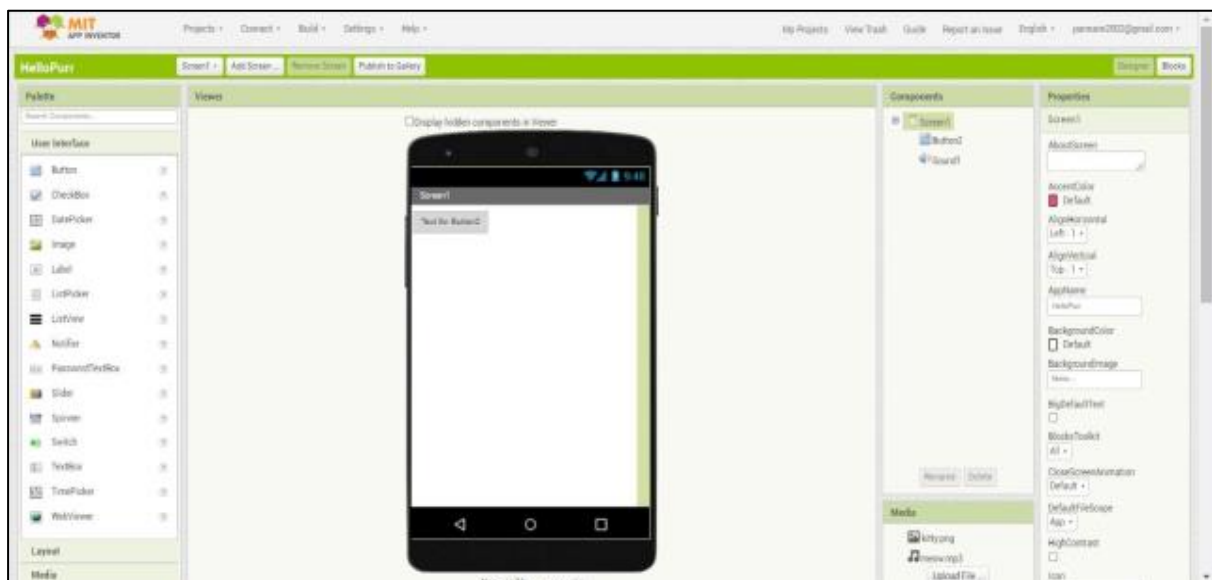 MIT
APP INVENTOR
Projects Connect Build Settings Help
My Projects View Trash Guide Report an Issue English
HelloPurr
Screen1 Add Screen ... Remove Screen Publish to Gallery
Designer Blocks
Palette
Search Components...
User Interface
Button
CheckBox
DatePicker
Image
Label
ListPicker
ListView
Notifier
PasswordTextBox
Slider
Spinner
Switch
TextBox
TimePicker
WebViewer
Layout
Media
Viewer
Display hidden components in Viewer
9:48
Screen1
Text for Button2
Components
Screen1
Button2
Sound1
Rename Delete
Media
kitty.png
meow.mp3
Upload File ...
Properties
Screen1
AboutScreen
AccentColor
Default
AlignHorizontal
Left : 1
AlignVertical
Top : 1
AppName
HelloPurr
BackgroundColor
Default
BackgroundImage
None...
BigDefaultText
BlocksToolkit
All
CloseScreenAnimation
Default
DefaultFileScope
App
HighContrast
Icon